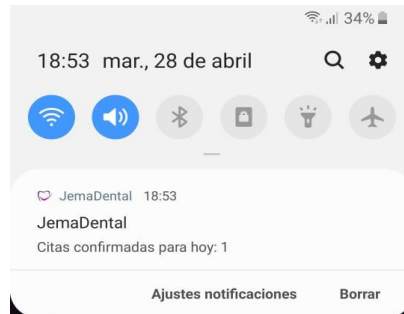 34%
18:53 mar., 28 de abril
JemaDental 18:53
JemaDental
Citas confirmadas para hoy: 1
Ajustes notificaciones Borrar